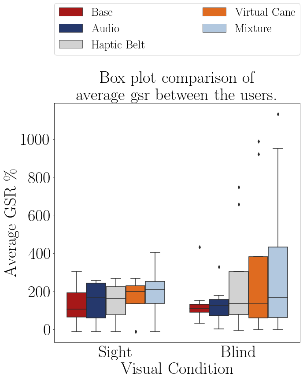 Base
Audio
Haptic Belt
Virtual Cane
Mixture
Box plot comparison of
average gsr between the users.
Average GSR %
1000
800
600
400
200
0
Sight
Blind
Visual Condition